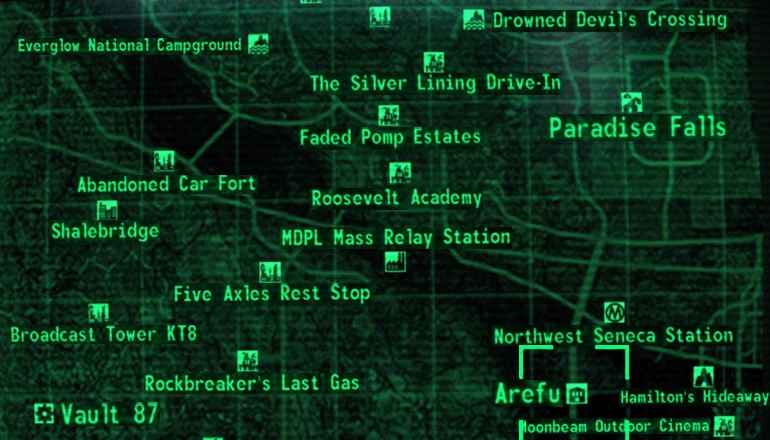 Drowned Devil's Crossing
Everglow National Campground
The Silver Lining Drive-In
Paradise Falls
Faded Pomp Estates
Abandoned Car Fort
Roosevelt Academy
Shalebridge
MDPL Mass Relay Station
Five Axles Rest Stop
Broadcast Tower KT8
Northwest Seneca Station
Rockbreaker's Last Gas
Arefu
Hamilton's Hideaway
Vault 87
Moonbeam Outdoor Cinema